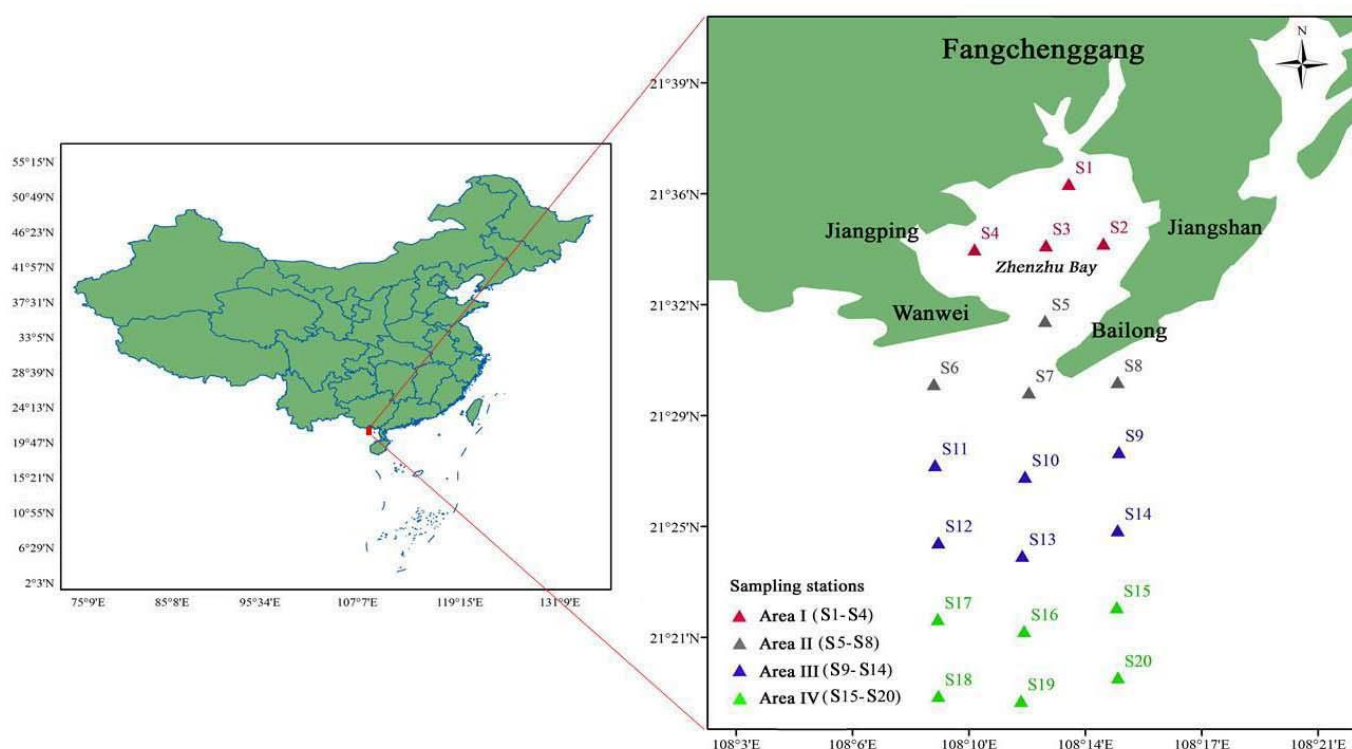 55°15'N
50°49'N
46°23'N
41°57'N
37°31'N
33°5'N
28°39'N
24°13'N
19°47'N
15°21'N
10°55'N
6°29'N
2°3'N
75°9'E 85°8'E 95°34'E 107°7'E 119°15'E 131°9'E
Fangchenggang
N
21°39'N
21°36'N
21°32'N
21°29'N
21°25'N
21°21'N
S1
Jiangping
S4 S3 S2
Jiangshan
Zhenzhu Bay
Wanwei
S5
Bailong
S6 S7 S8
S11 S10 S9
S12 S13 S14
Sampling stations
Area I (S1-S4)
Area II (S5-S8)
Area III (S9-S14)
Area IV (S15-S20)
S17 S16 S15
S18 S19 S20
108°3'E 108°6'E 108°10'E 108°14'E 108°17'E 108°21'E